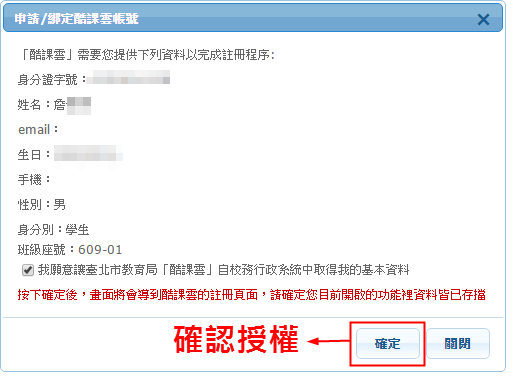 申請/綁定酷課雲帳號
「酷課雲」需要您提供下列資料以完成註冊程序:
身分證字號：
姓名：詹
email：
生日：
手機：
性別：男
身分別：學生
班級座號：609-01
我願意讓臺北市教育局「酷課雲」自校務行政系統中取得我的基本資料
按下確定後，畫面將會導到酷課雲的註冊頁面，請確定您目前開啟的功能裡資料皆已存擋
確認授權 確定 關閉